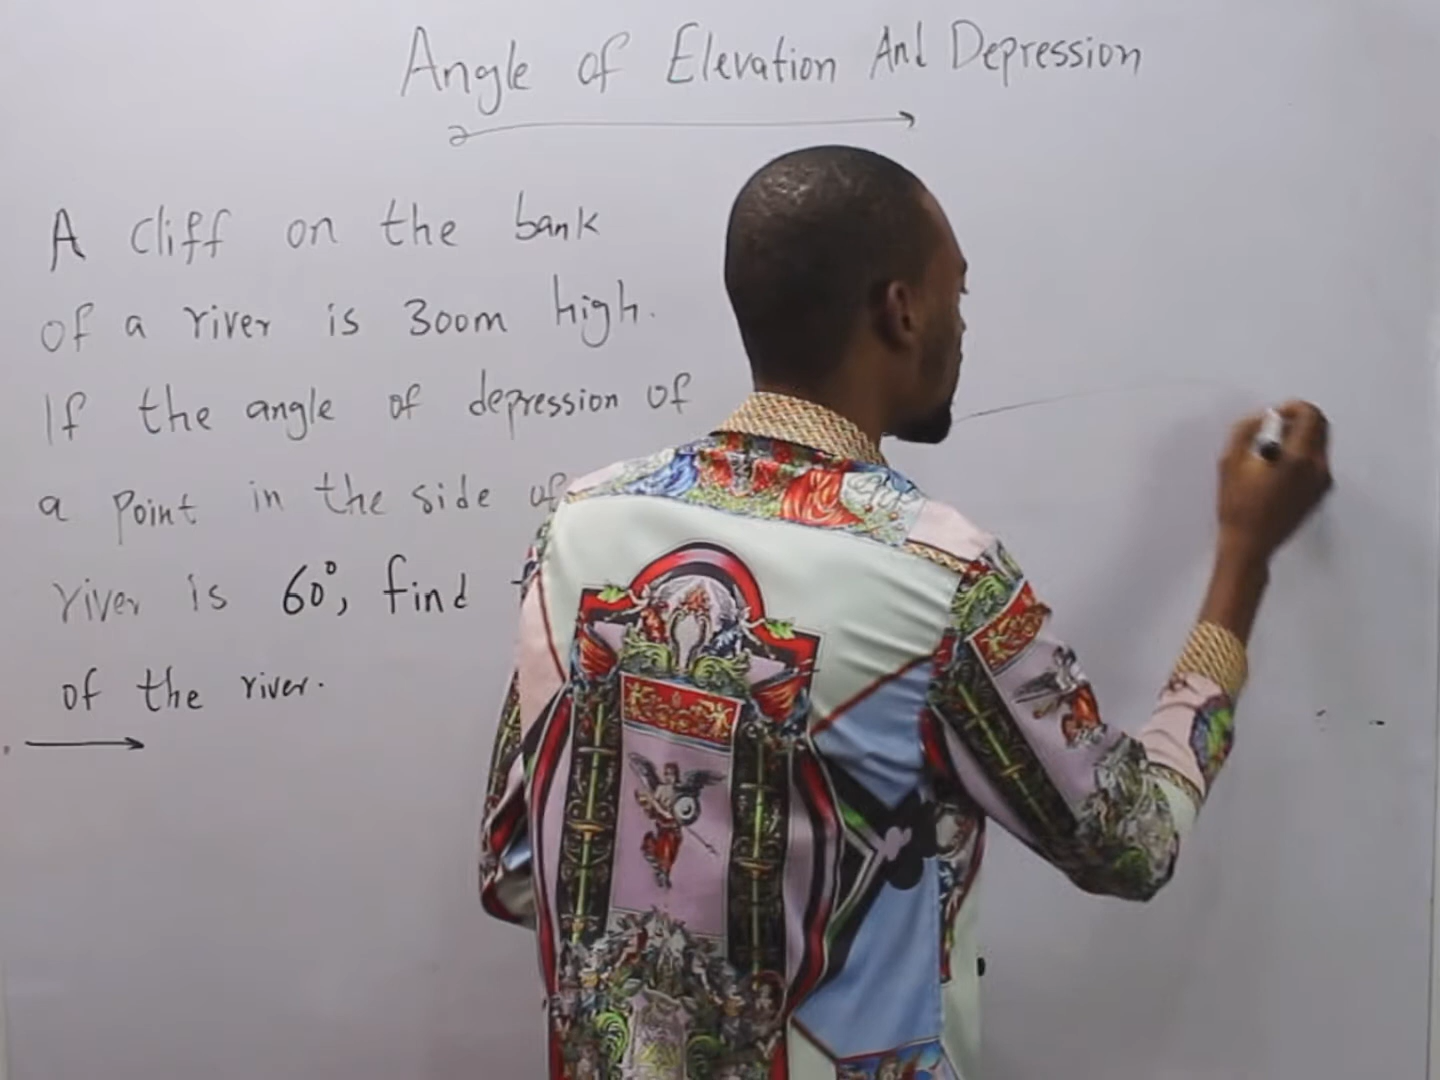 Angle of Elevation And Depression
A cliff on the bank
of a river is 300m high.
If the angle of depression of
a point in the side of
river is 60°, find
of the river.